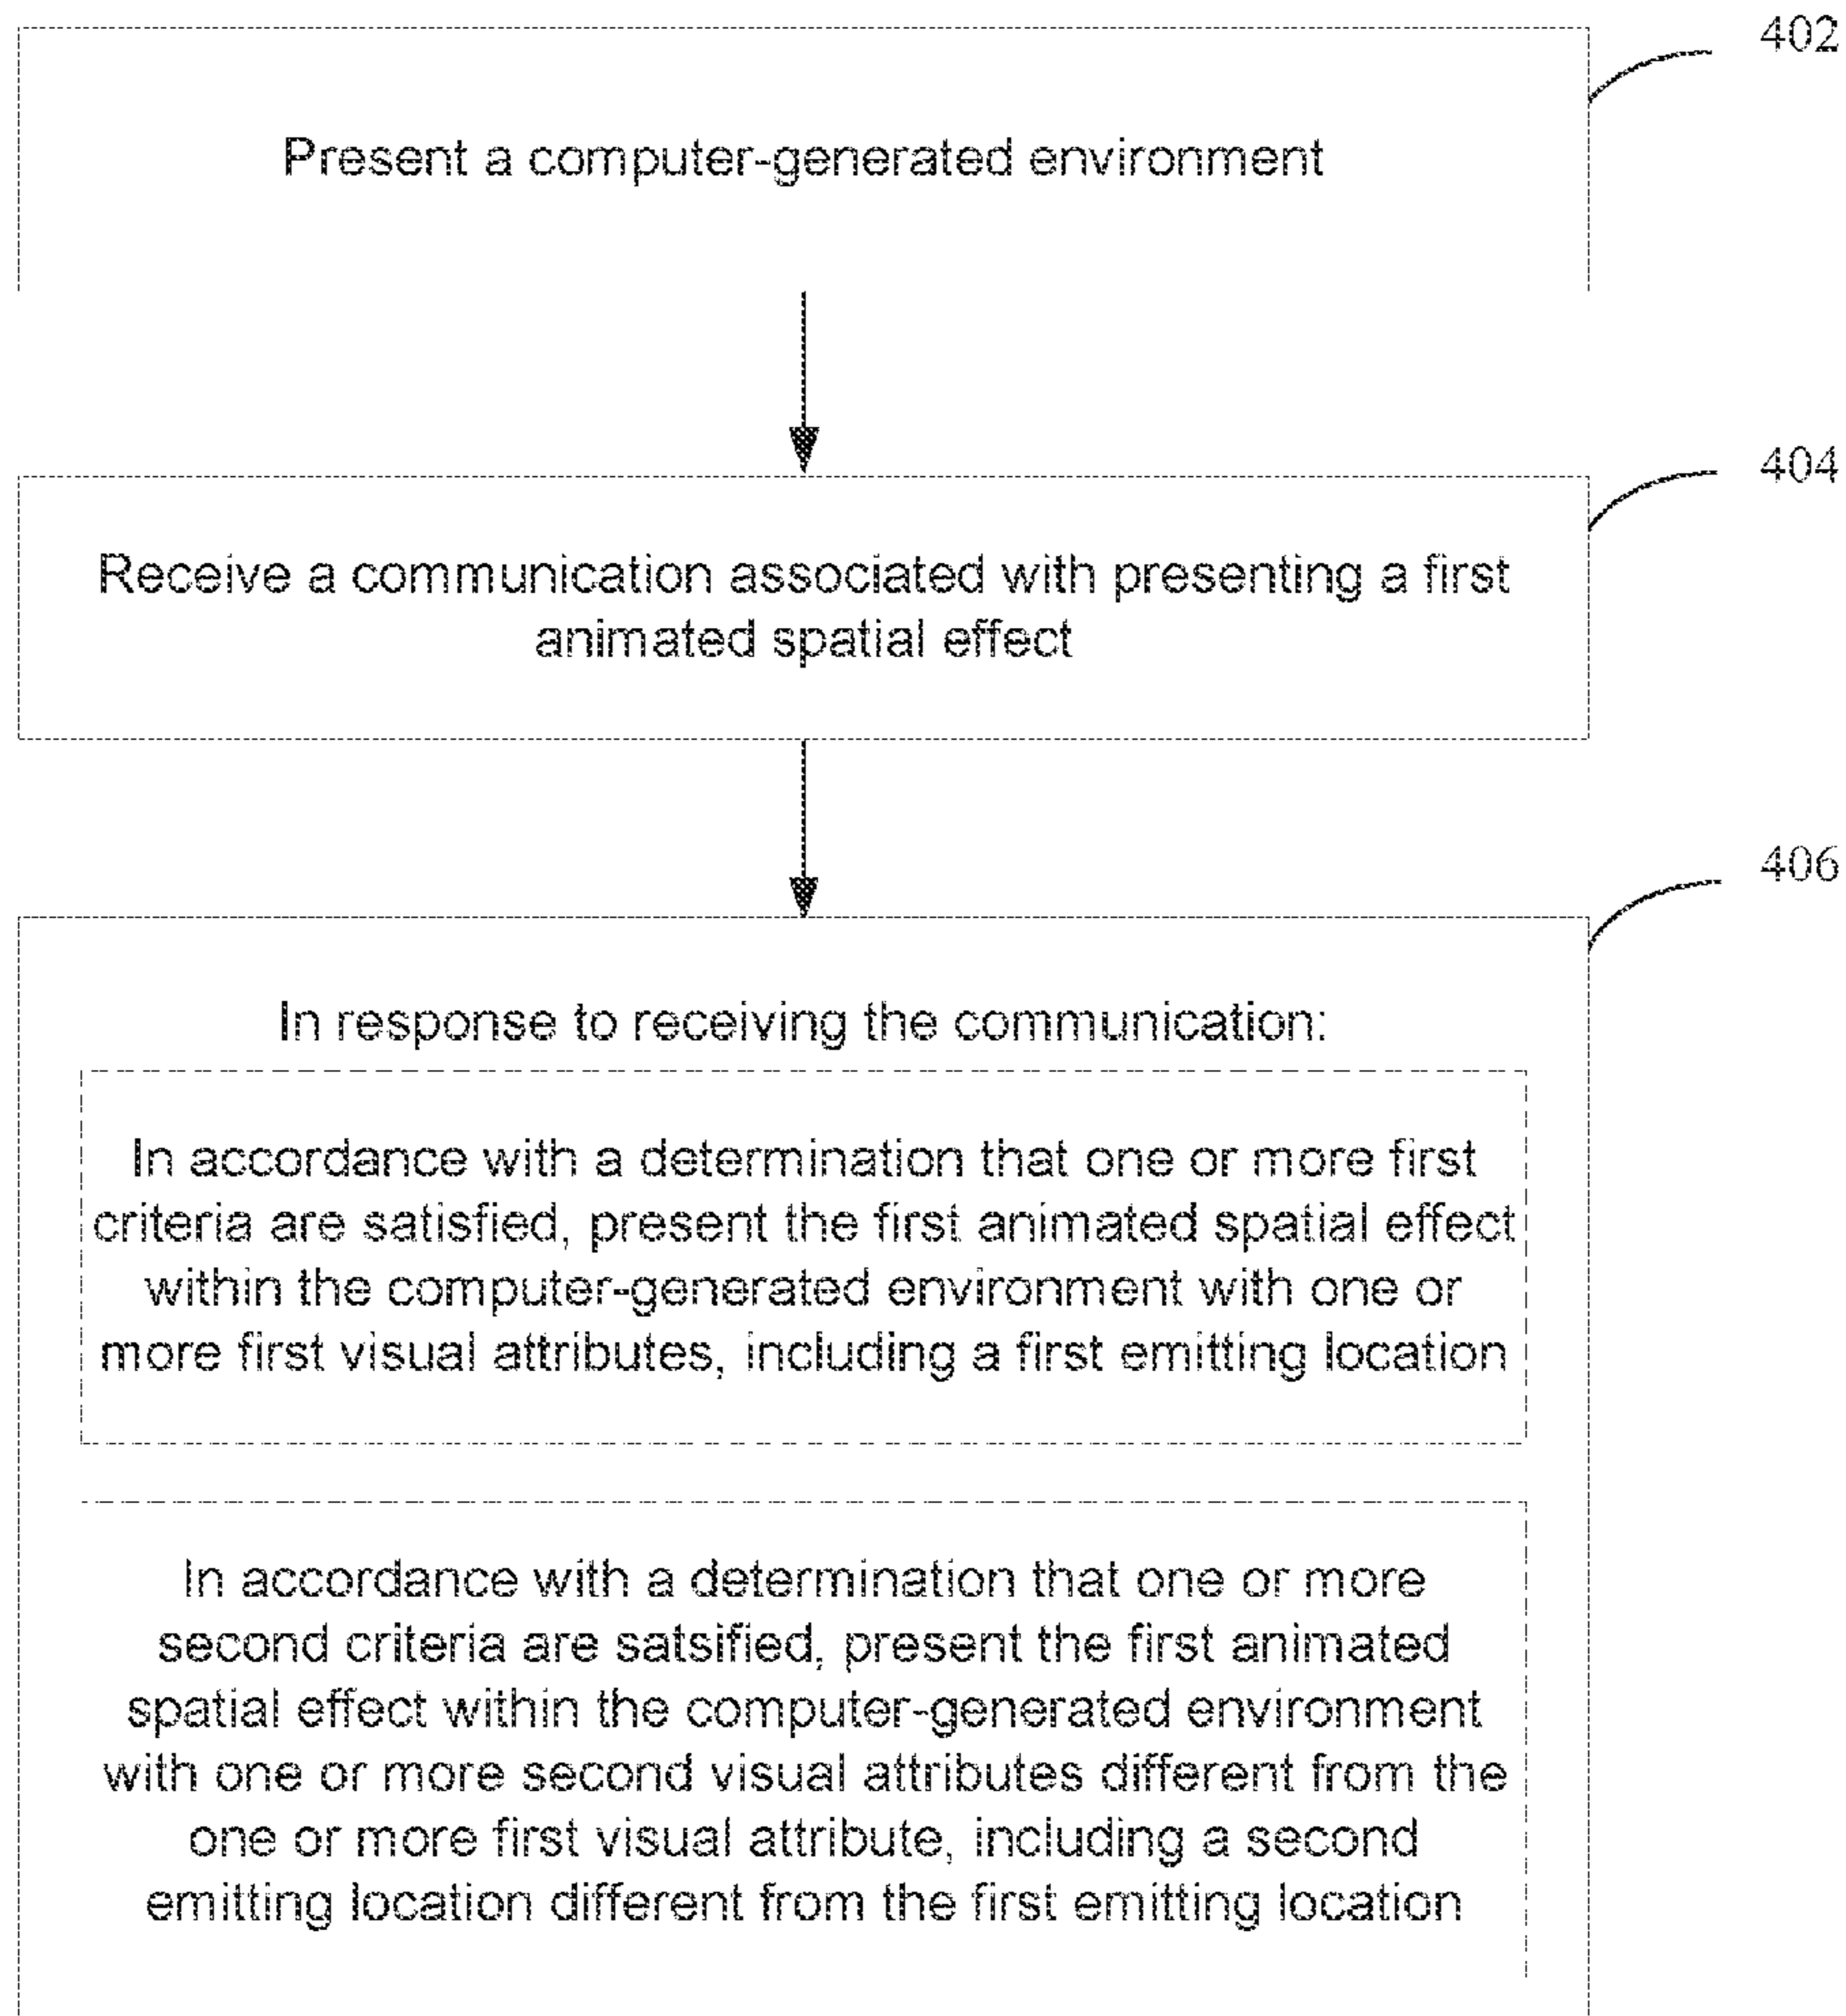 402
Present a computer-generated environment
404
Receive a communication associated with presenting a first
animated spatial effect
406
In response to receiving the communication:
In accordance with a determination that one or more first
criteria are satisfied, present the first animated spatial effect
within the computer-generated environment with one or
more first visual attributes, including a first emitting location
In accordance with a determination that one or more
second criteria are satsified, present the first animated
spatial effect within the computer-generated environment
with one or more second visual attributes different from the
one or more first visual attribute, including a second
emitting location different from the first emitting location